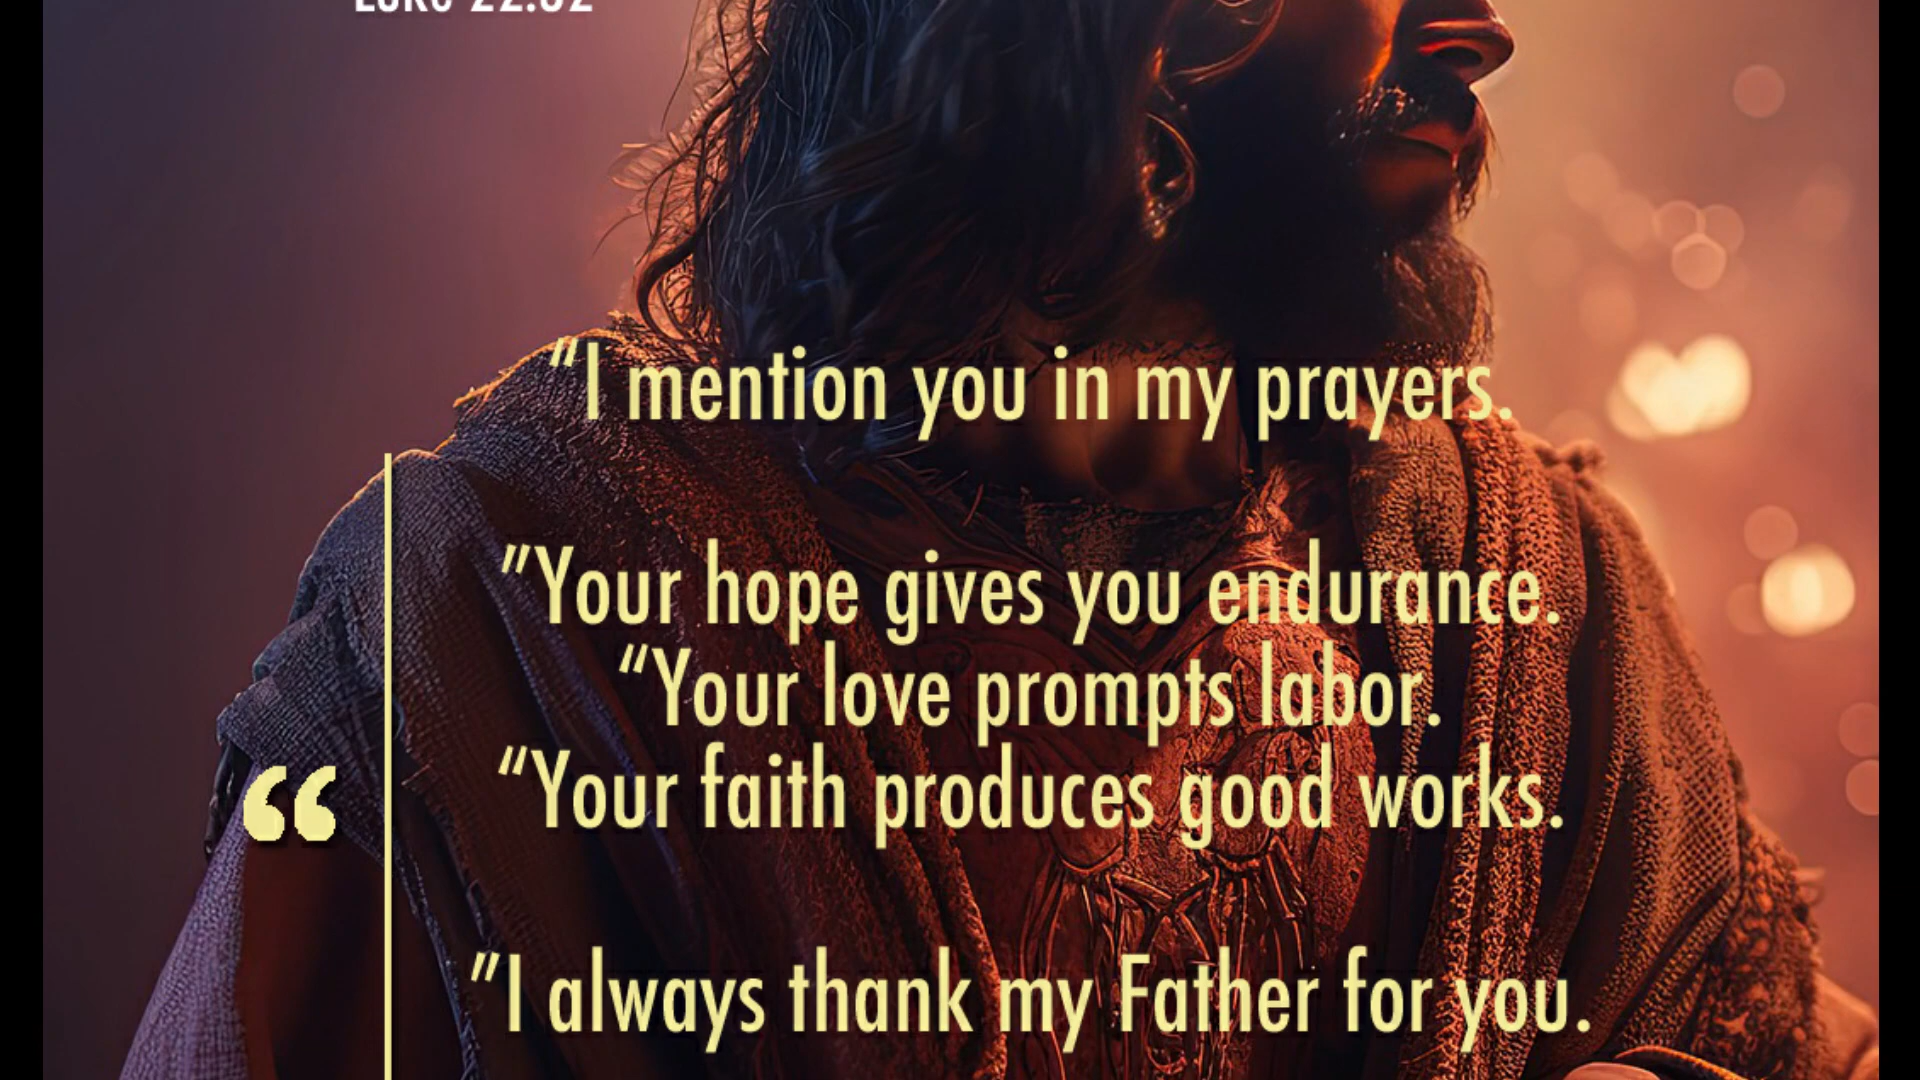 "I mention you in my prayers.
"Your hope gives you endurance.
"Your love prompts labor.
"Your faith produces good works.
“
"I always thank my Father for you.